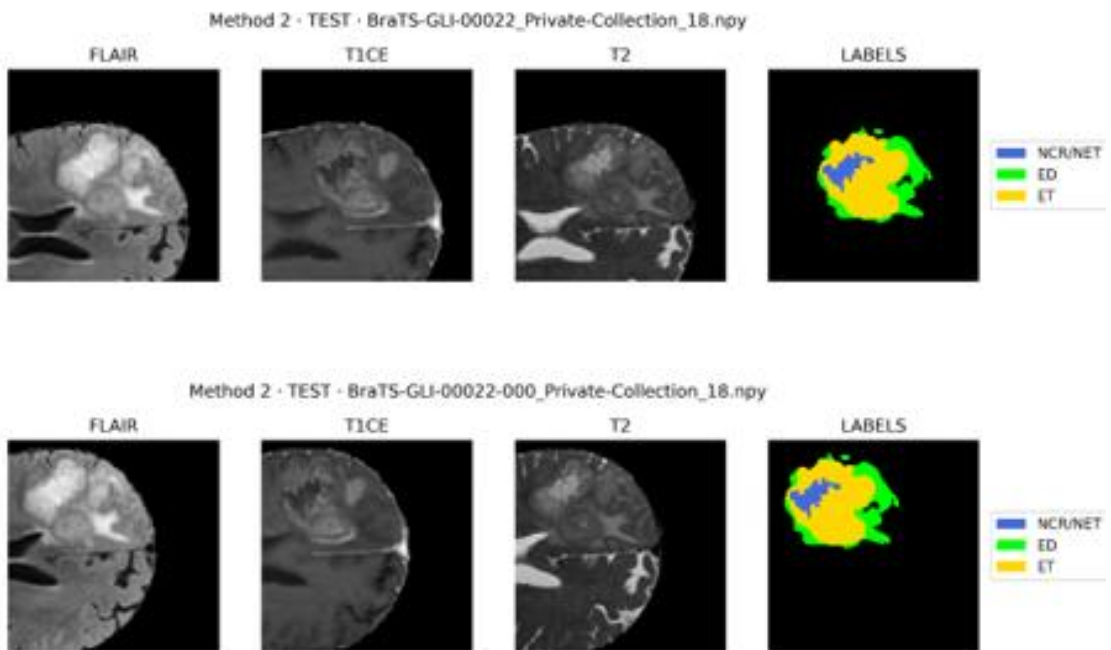 Method 2 · TEST · BraTS-GLI-00022_Private-Collection_18.npy
FLAIR T1CE T2 LABELS
NCR/NET
ED
ET
Method 2 · TEST · BraTS-GLI-00022-000_Private-Collection_18.npy
FLAIR T1CE T2 LABELS
NCR/NET
ED
ET